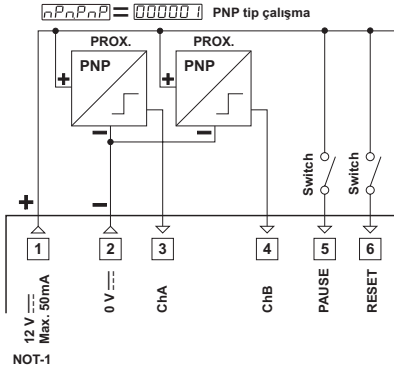 nPnPnP = 000001 PNP tip çalışma
PROX. PROX.
PNP PNP
+ +
- -
Switch Switch
+ -
1 2 3 4 5 6
12 V
Max. 50mA
0 V
ChA
ChB
PAUSE
RESET
NOT-1